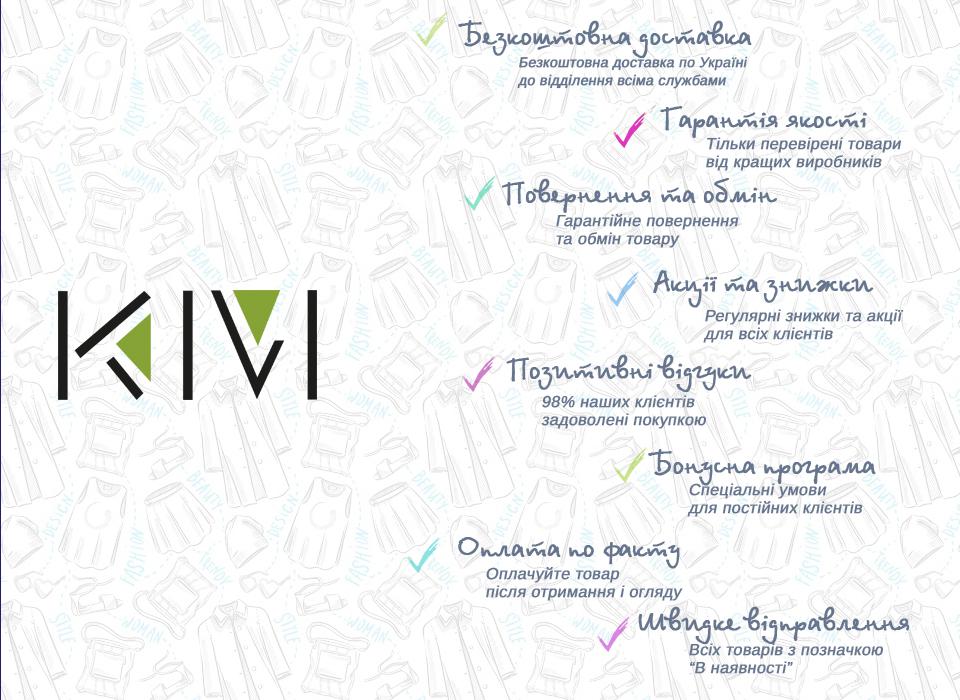 KIVI
Безкоштовна доставка
Безкоштовна доставка по Україні
до відділення всіма службами
Гарантія якості
Тільки перевірені товари
від кращих виробників
Повернення та обмін
Гарантійне повернення
та обмін товару
Акції та знижки
Регулярні знижки та акції
для всіх клієнтів
Позитивні відгуки
98% наших клієнтів
задоволені покупкою
Бонусна програма
Спеціальні умови
для постійних клієнтів
Оплата по факту
Оплачуйте товар
після отримання і огляду
Швидке відправлення
Всіх товарів з позначкою
“В наявності”